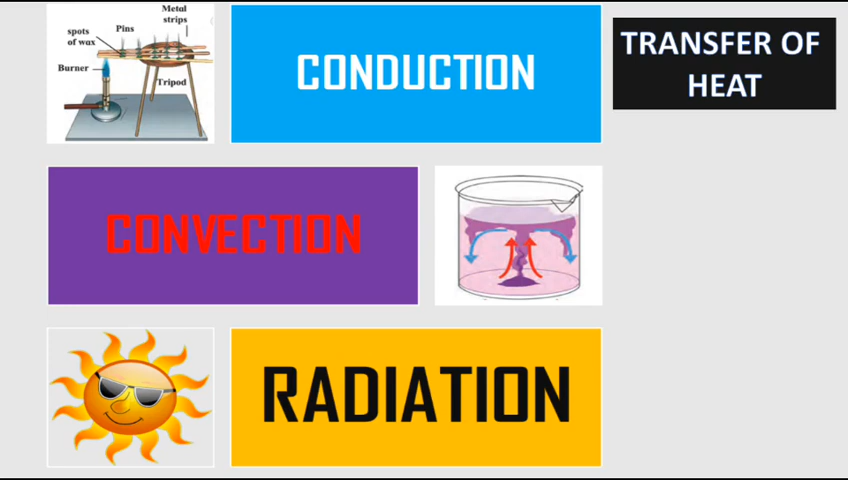 Metal
strips
Pins
spots
of wax
Burner
Tripod
CONDUCTION
TRANSFER OF
HEAT
CONVECTION
RADIATION